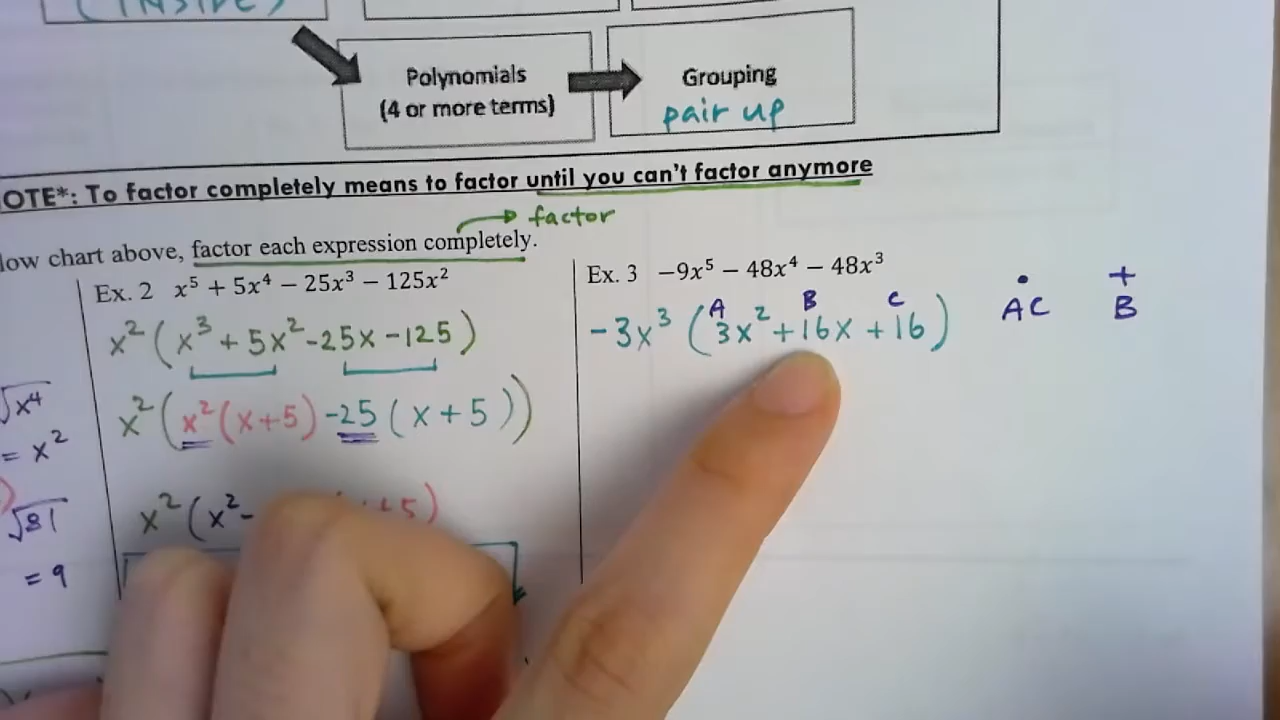 (INSIDE)
Polynomials
(4 or more terms)
Grouping
pair up
OTE*: To factor completely means to factor until you can't factor anymore
factor
low chart above, factor each expression completely.
Ex. 2 x⁵ + 5x⁴ − 25x³ − 125x²
x²(x³ + 5x² - 25x - 125)
x²(x²(x+5) - 25(x+5))
x²(x² -
+5)
√x⁴
= x²
√81
= 9
Ex. 3 −9x⁵ − 48x⁴ − 48x³
A B C
-3x³(3x² + 16x + 16)
• +
AC B